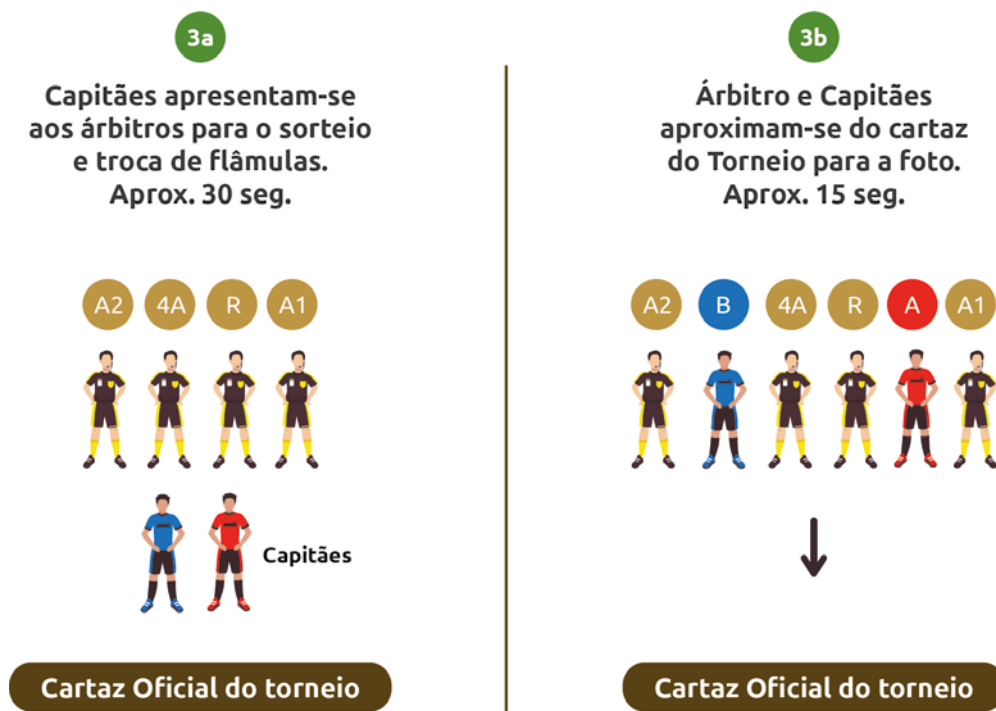 3a
Capitães apresentam-se
aos árbitros para o sorteio
e troca de flâmulas.
Aprox. 30 seg.
A2 4A R A1
Capitães
Cartaz Oficial do torneio
3b
Árbitro e Capitães
aproximam-se do cartaz
do Torneio para a foto.
Aprox. 15 seg.
A2 B 4A R A A1
Cartaz Oficial do torneio